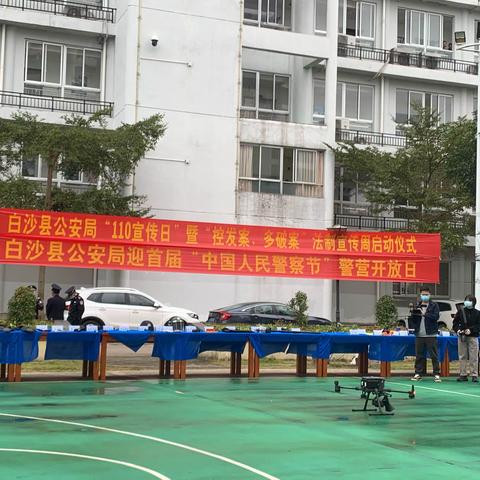 白沙县公安局“110宣传日”暨“控发案、多破案”法制宣传周启动仪式
白沙县公安局迎首届“中国人民警察节”警营开放日